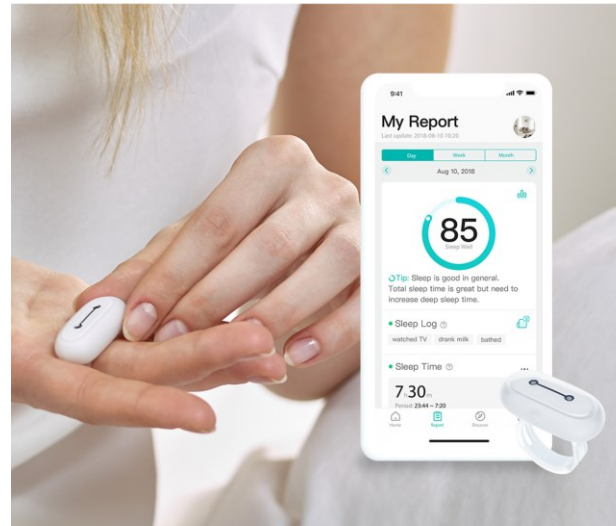 9:41
My Report
Last update 2018-08-10 10:20
Day Week Month
Aug 10, 2018
85
Sleep Well
Tip: Sleep is good in general.
Total sleep time is great but need to
increase deep sleep time.
Sleep Log
watched TV drank milk bathed
Sleep Time
7h30m
Period: 23:44 ~ 7:20
Home Report Discover